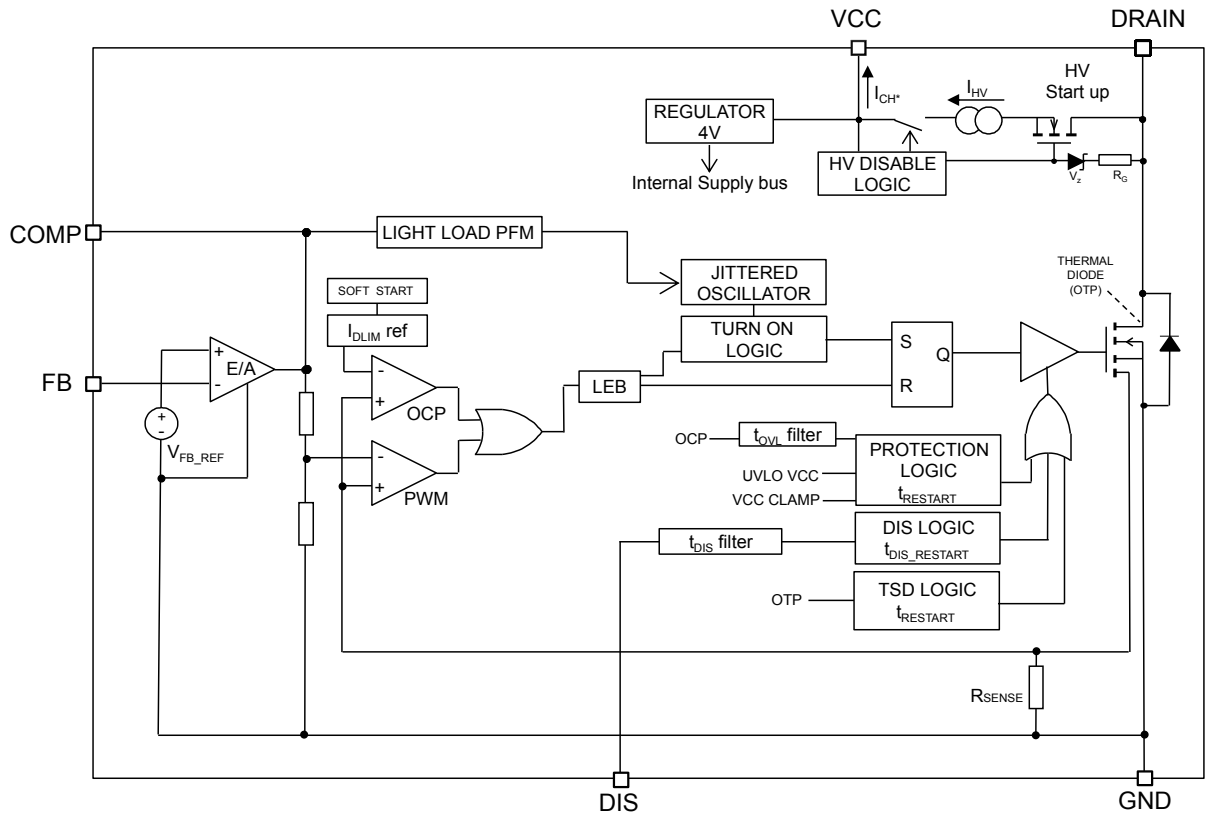 VCC
DRAIN
I_CH*
I_HV
HV
Start up
REGULATOR
4V
Internal Supply bus
HV DISABLE
LOGIC
V_z
R_G
COMP
LIGHT LOAD PFM
JITTERED
OSCILLATOR
THERMAL
DIODE
(OTP)
SOFT START
I_DLIM ref
TURN ON
LOGIC
S
Q
R
FB
+
-
E/A
-
+
OCP
LEB
+
-
V_FB_REF
-
+
PWM
OCP
t_OVL filter
UVLO VCC
VCC CLAMP
PROTECTION
LOGIC
t_RESTART
t_DIS filter
DIS LOGIC
t_DIS_RESTART
OTP
TSD LOGIC
t_RESTART
R_SENSE
DIS
GND